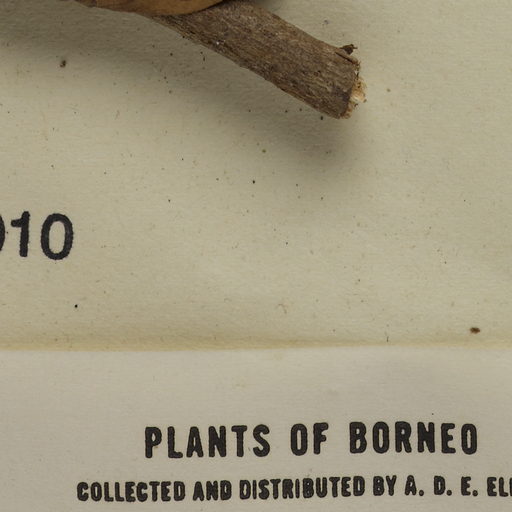 010
PLANTS OF BORNEO
COLLECTED AND DISTRIBUTED BY A. D. E.